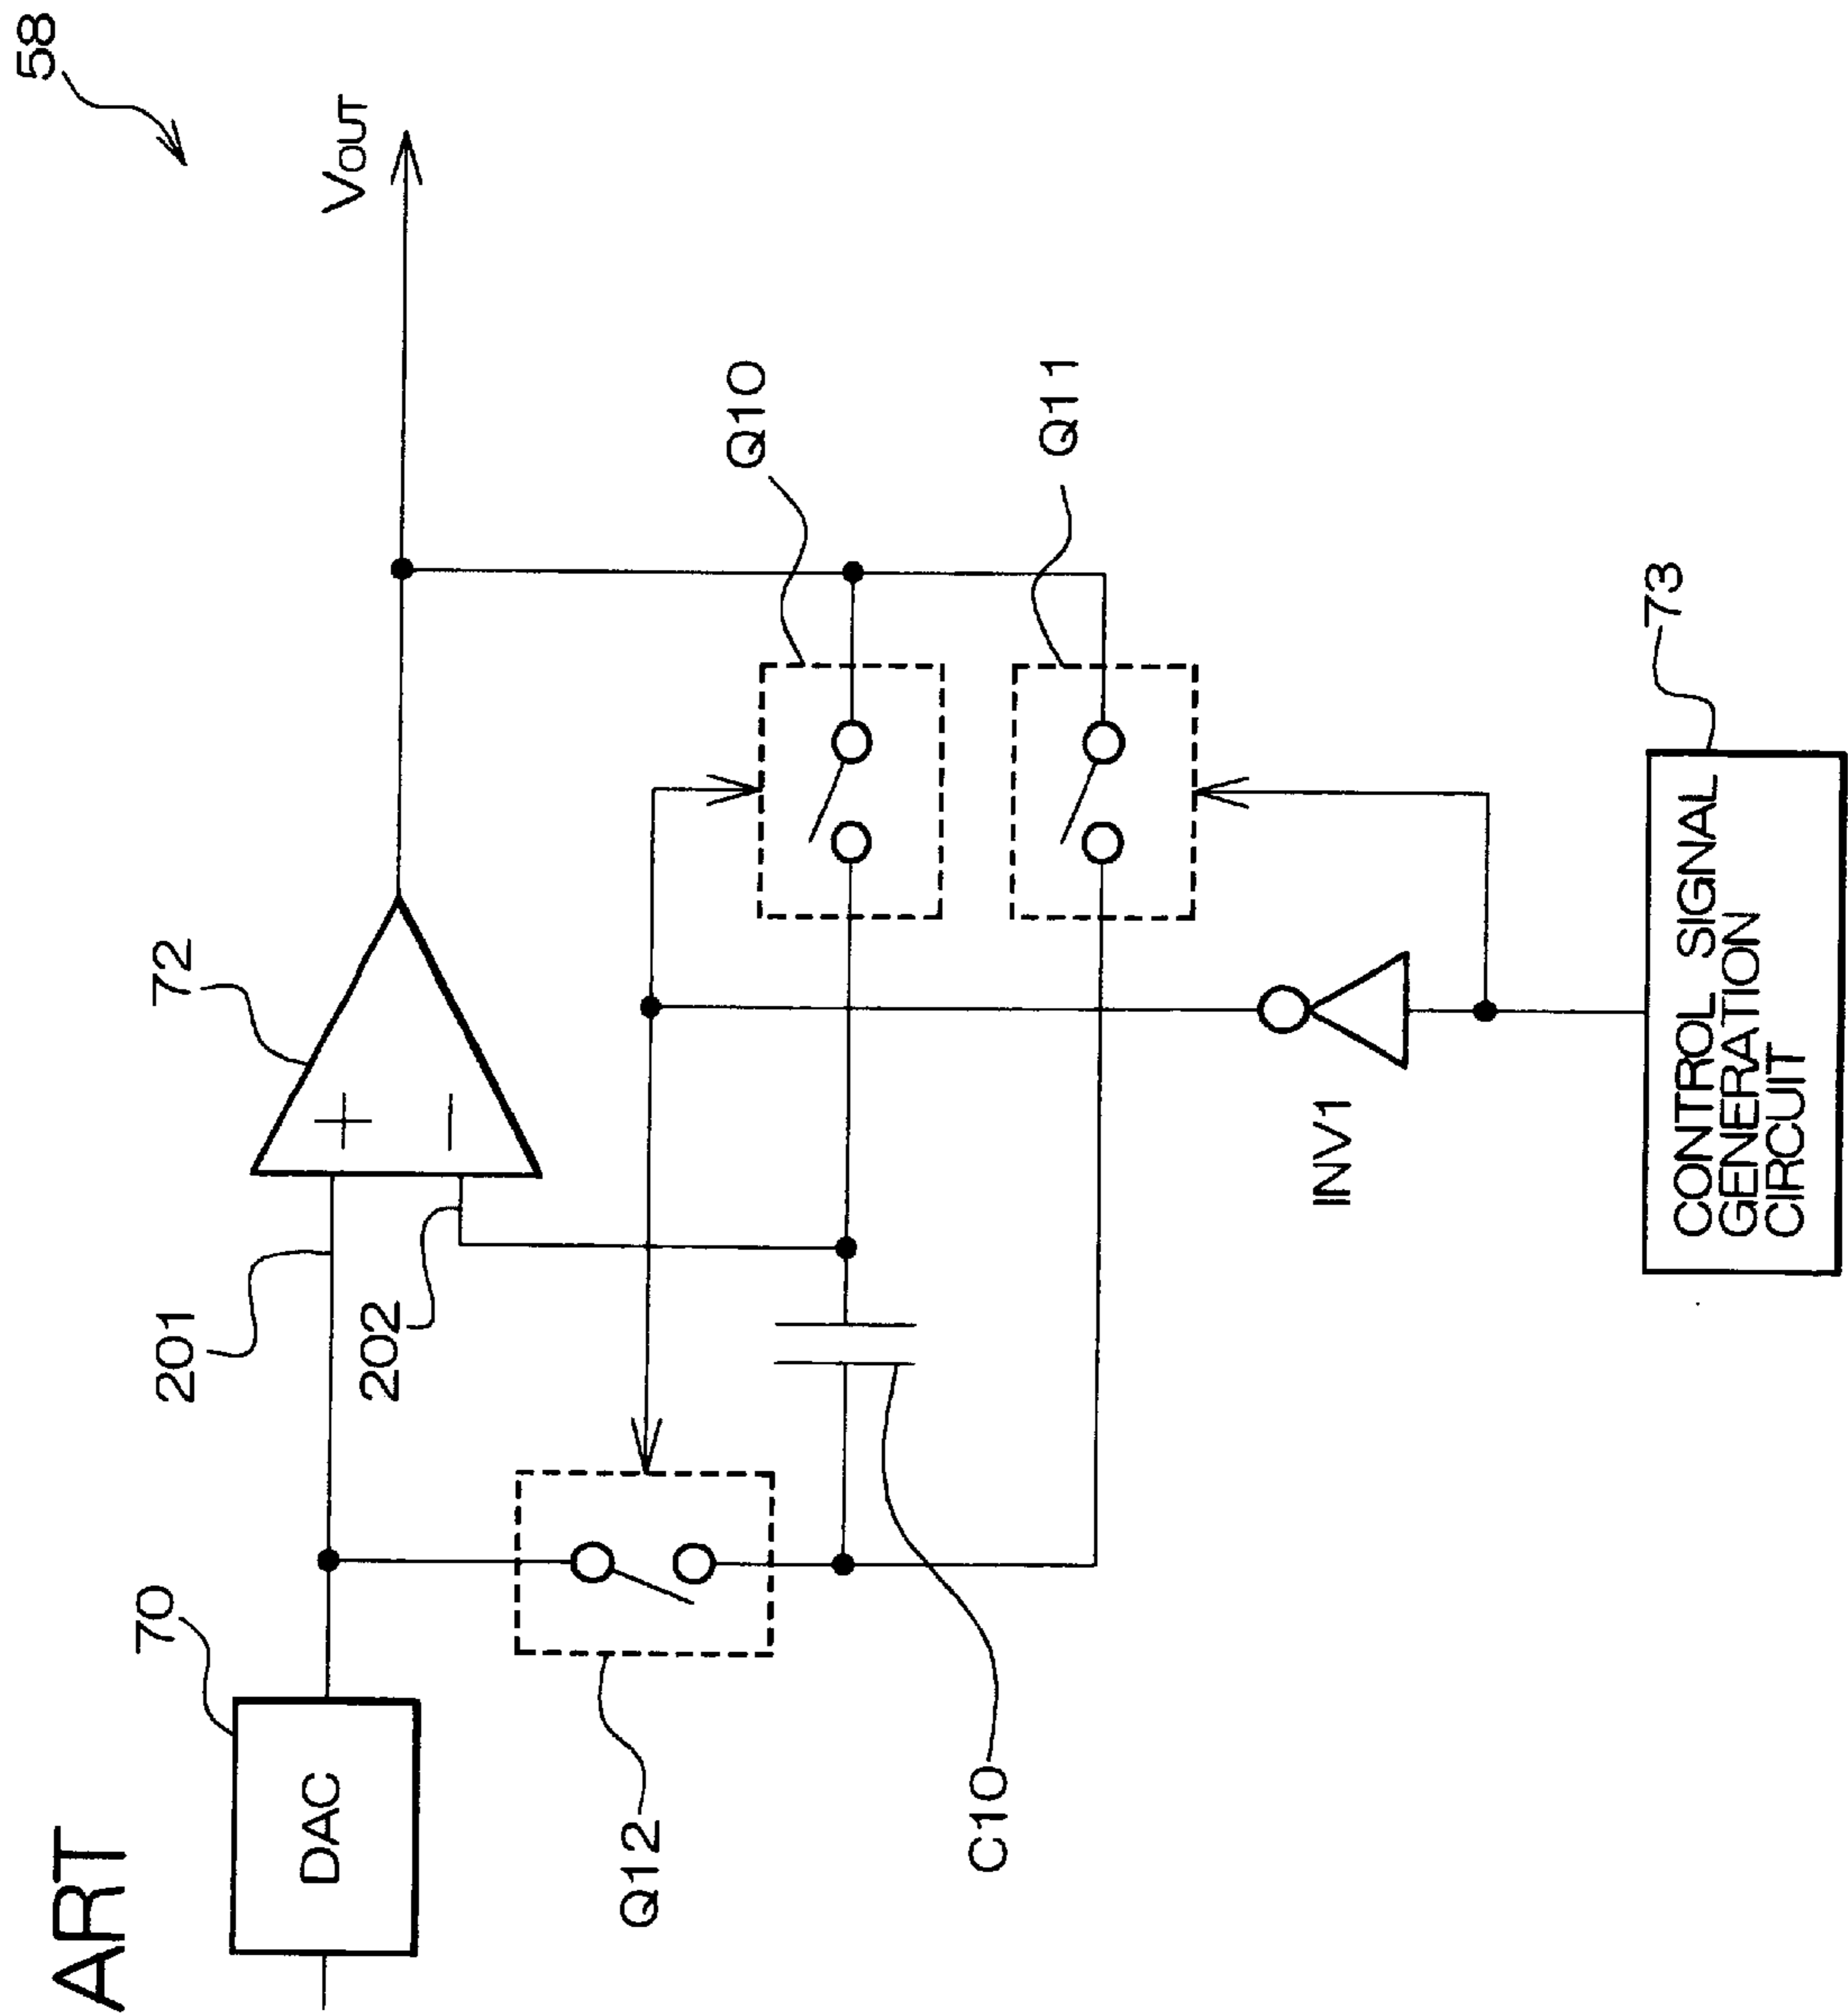 ART
58
70
DAC
201
202
72
+
−
VOUT
Q12
C10
Q10
Q11
INV1
73
CONTROL SIGNAL
GENERATION
CIRCUIT